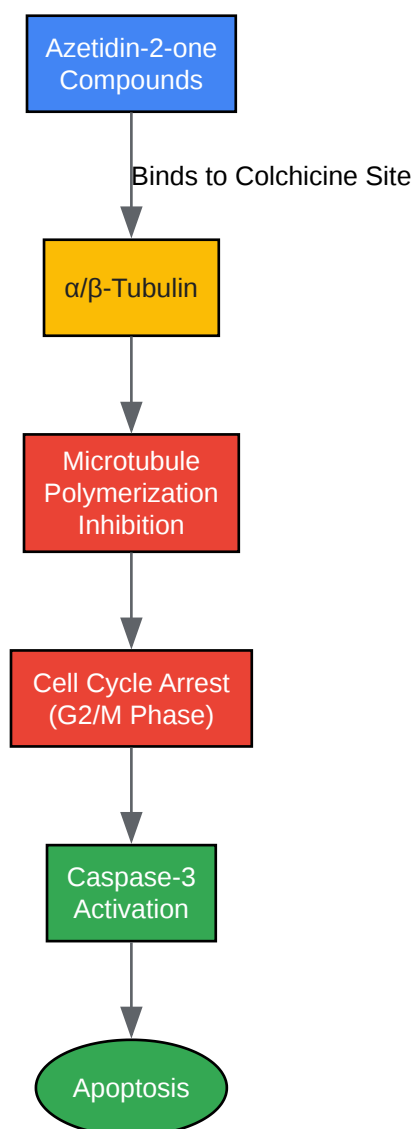 Azetidin-2-one
Compounds
Binds to Colchicine Site
α/β-Tubulin
Microtubule
Polymerization
Inhibition
Cell Cycle Arrest
(G2/M Phase)
Caspase-3
Activation
Apoptosis